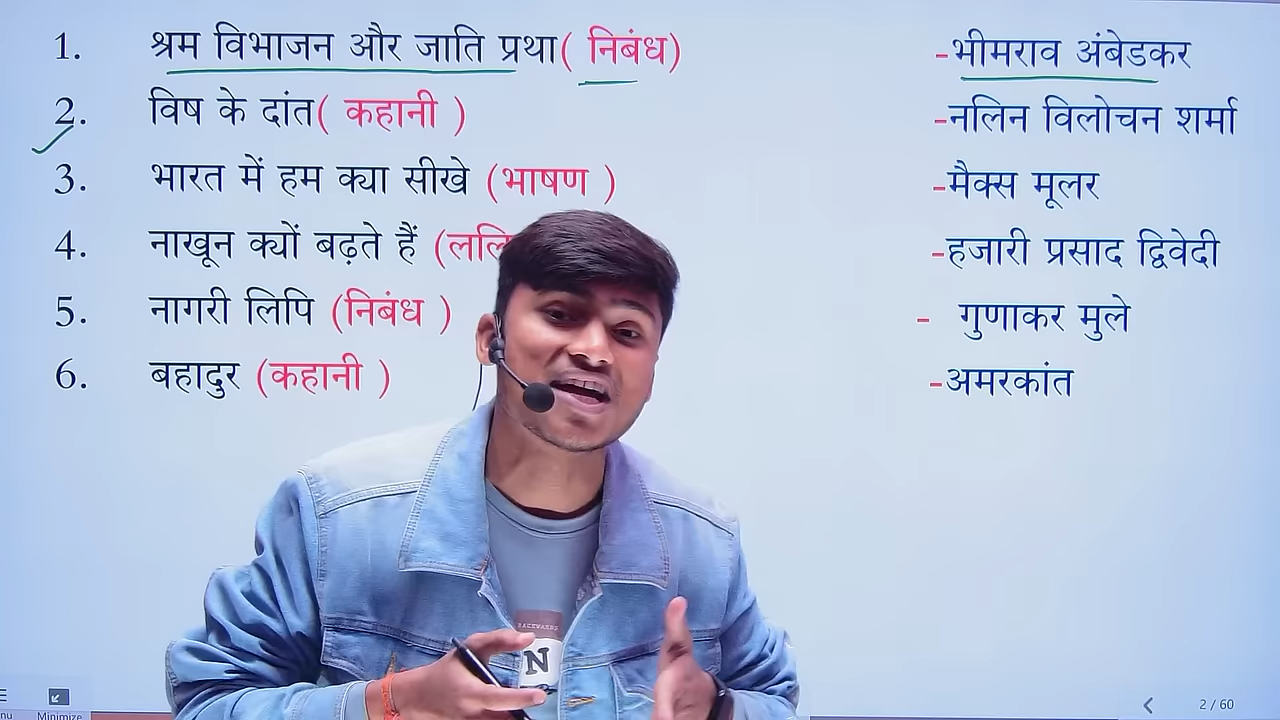 1. श्रम विभाजन और जाति प्रथा( निबंध) -भीमराव अंबेडकर
2. विष के दांत( कहानी ) -नलिन विलोचन शर्मा
3. भारत में हम क्या सीखे (भाषण ) -मैक्स मूलर
4. नाखून क्यों बढ़ते हैं -हजारी प्रसाद द्विवेदी
5. नागरी लिपि (निबंध ) - गुणाकर मुले
6. बहादुर (कहानी ) -अमरकांत
N
Minimize
2 / 60